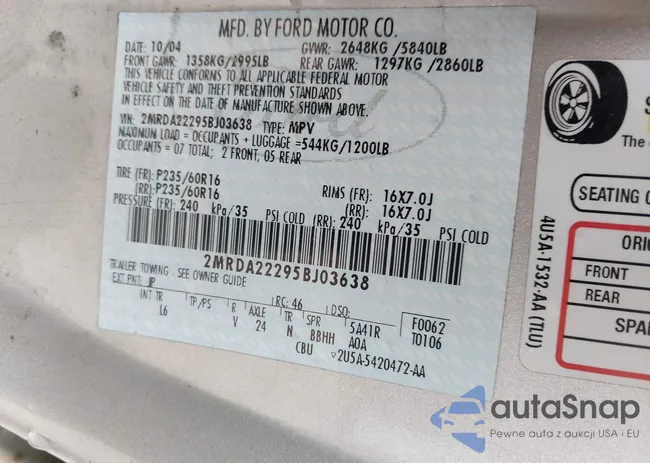 MFD. BY FORD MOTOR CO.
DATE: 10/04 GVWR: 2648KG /5840LB
FRONT GAWR: 1358KG/2995LB REAR GAWR: 1297KG /2860LB
THIS VEHICLE CONFORMS TO ALL APPLICABLE FEDERAL MOTOR
VEHICLE SAFETY AND THEFT PREVENTION STANDARDS
IN EFFECT ON THE DATE OF MANUFACTURE SHOWN ABOVE.
VIN: 2MRDA22295BJ03638 TYPE: MPV
MAXIMUM LOAD = OCCUPANTS + LUGGAGE =544KG/1200LB
OCCUPANTS = 07 TOTAL; 2 FRONT, 05 REAR
TIRE (FR): P235/60R16 RIMS (FR): 16X7.0J
(RR): P235/60R16 (RR): 16X7.0J
PRESSURE (FR): 240 kPa/35 PSI COLD (RR): 240 kPa/35 PSI COLD
2MRDA22295BJ03638
TRAILER TOWING - SEE OWNER GUIDE
EXT PNT: JP RC: 46 DSO:
INT TR TP/PS R AXLE TR SPR 5A41R F0062
L6 V 24 N BBHH AOA T0106
CBU 2U5A-5420472-AA
4U5A-1532-AA (TLU)
The
SEATING
FRONT
REAR
autaSnap
Pewne auta z aukcji USA i EU